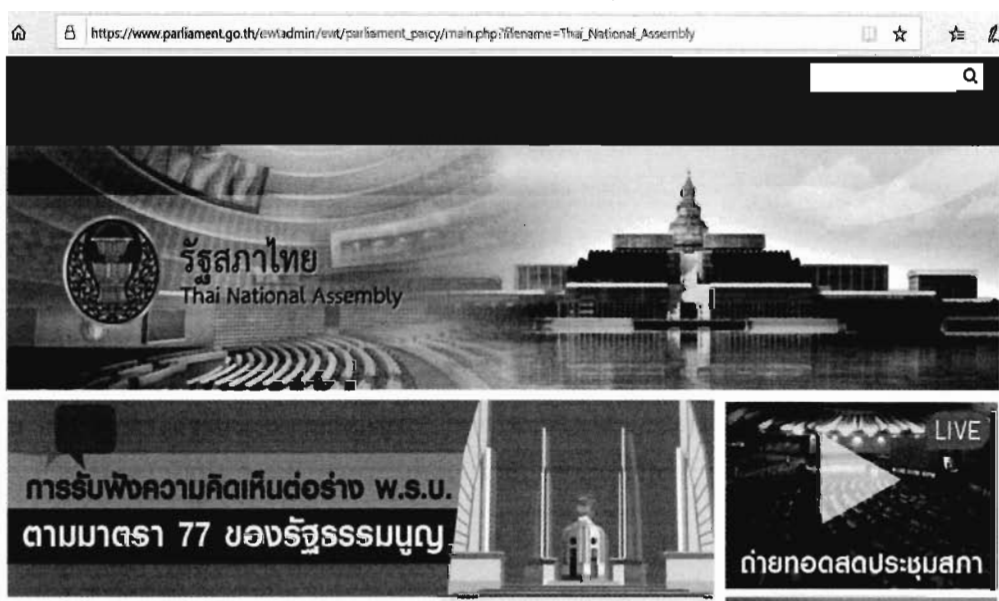 https://www.parliament.go.th/ewtadmin/ewt/parliament_parcy/main.php?filename=Thai_National_Assembly
รัฐสภาไทย
Thai National Assembly
LIVE
การรับฟังความคิดเห็นต่อร่าง พ.ร.บ.
ตามมาตรา 77 ของรัฐธรรมนูญ
ถ่ายทอดสดประชุมสภา